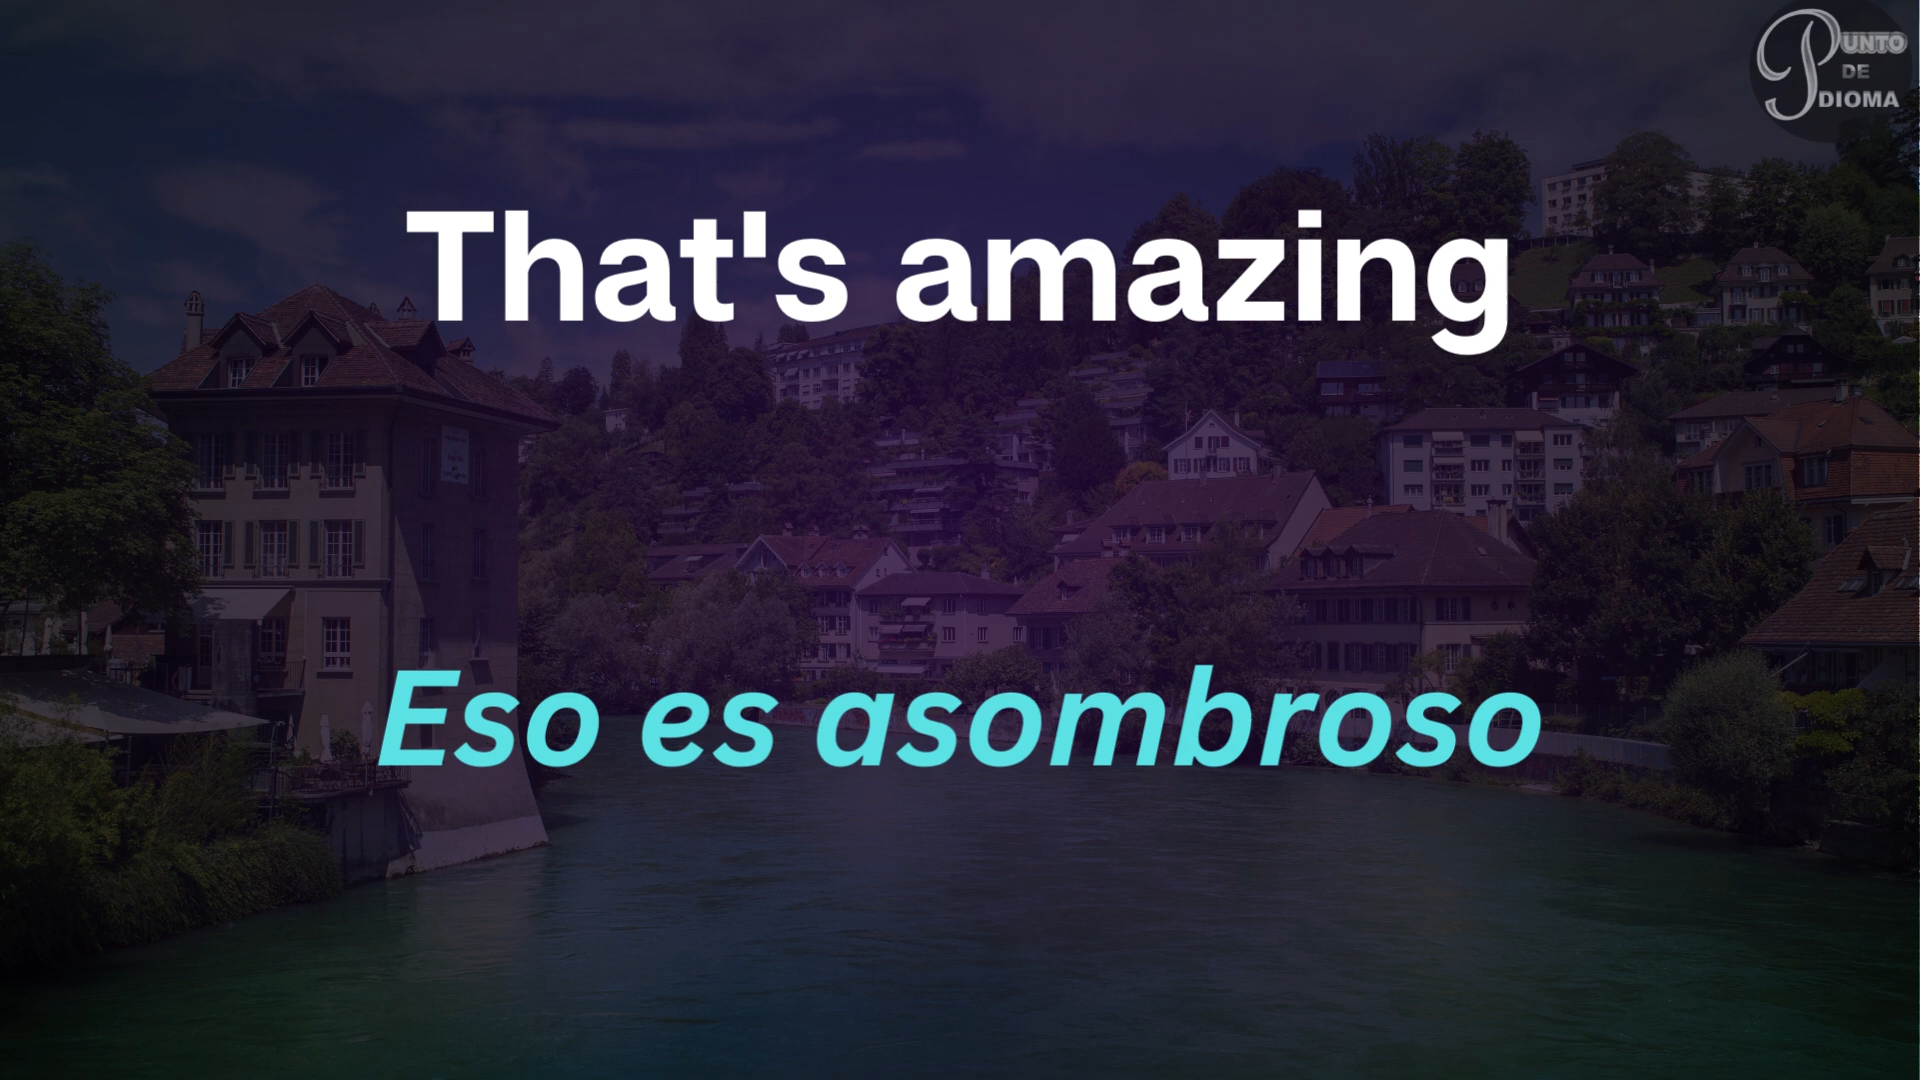 PUNTO
DE
IDIOMA
That's amazing
Eso es asombroso